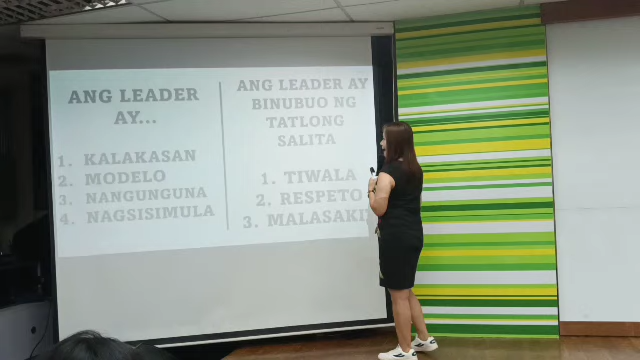 ANG LEADER
AY...
1. KALAKASAN
2. MODELO
3. NANGUNGUNA
4. NAGSISIMULA
ANG LEADER AY
BINUBUO NG
TATLONG
SALITA
1. TIWALA
2. RESPETO
3. MALASAKIT